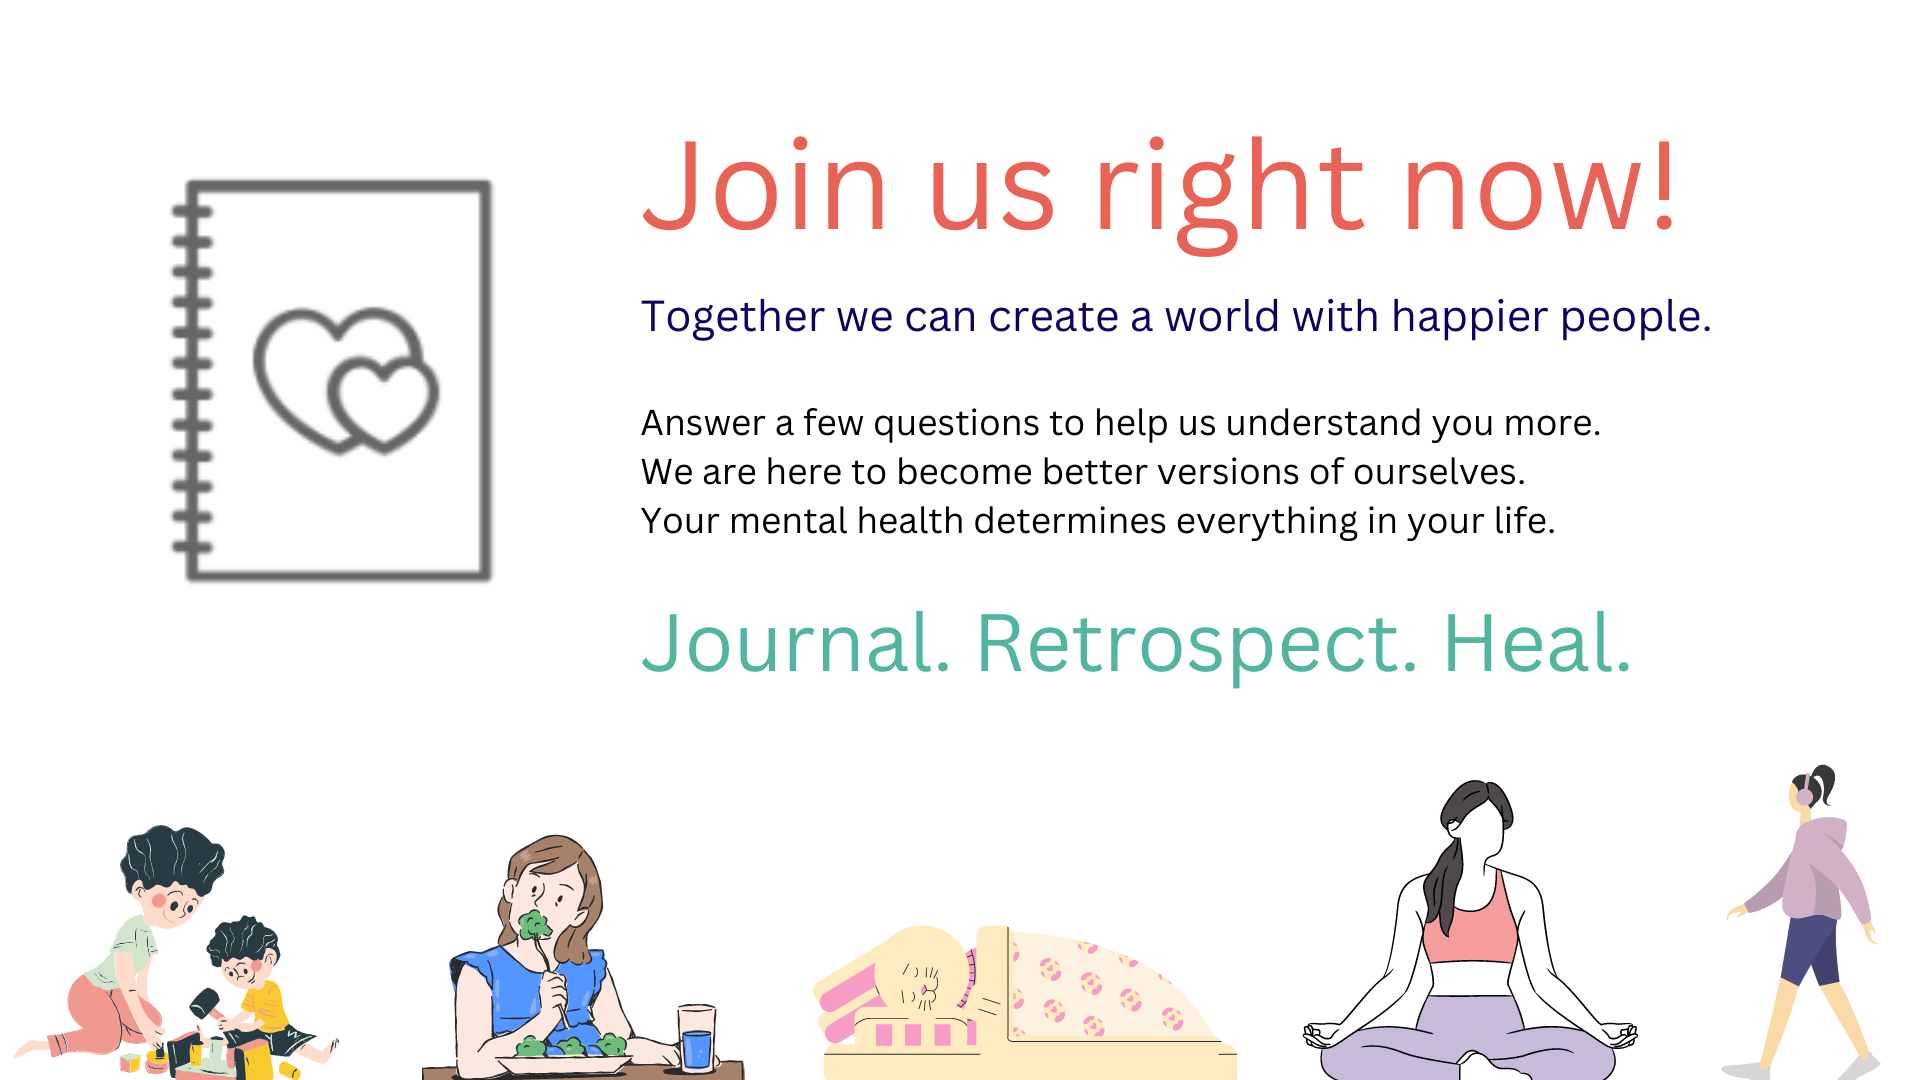 Join us right now!
Together we can create a world with happier people.
Answer a few questions to help us understand you more.
We are here to become better versions of ourselves.
Your mental health determines everything in your life.
Journal. Retrospect. Heal.